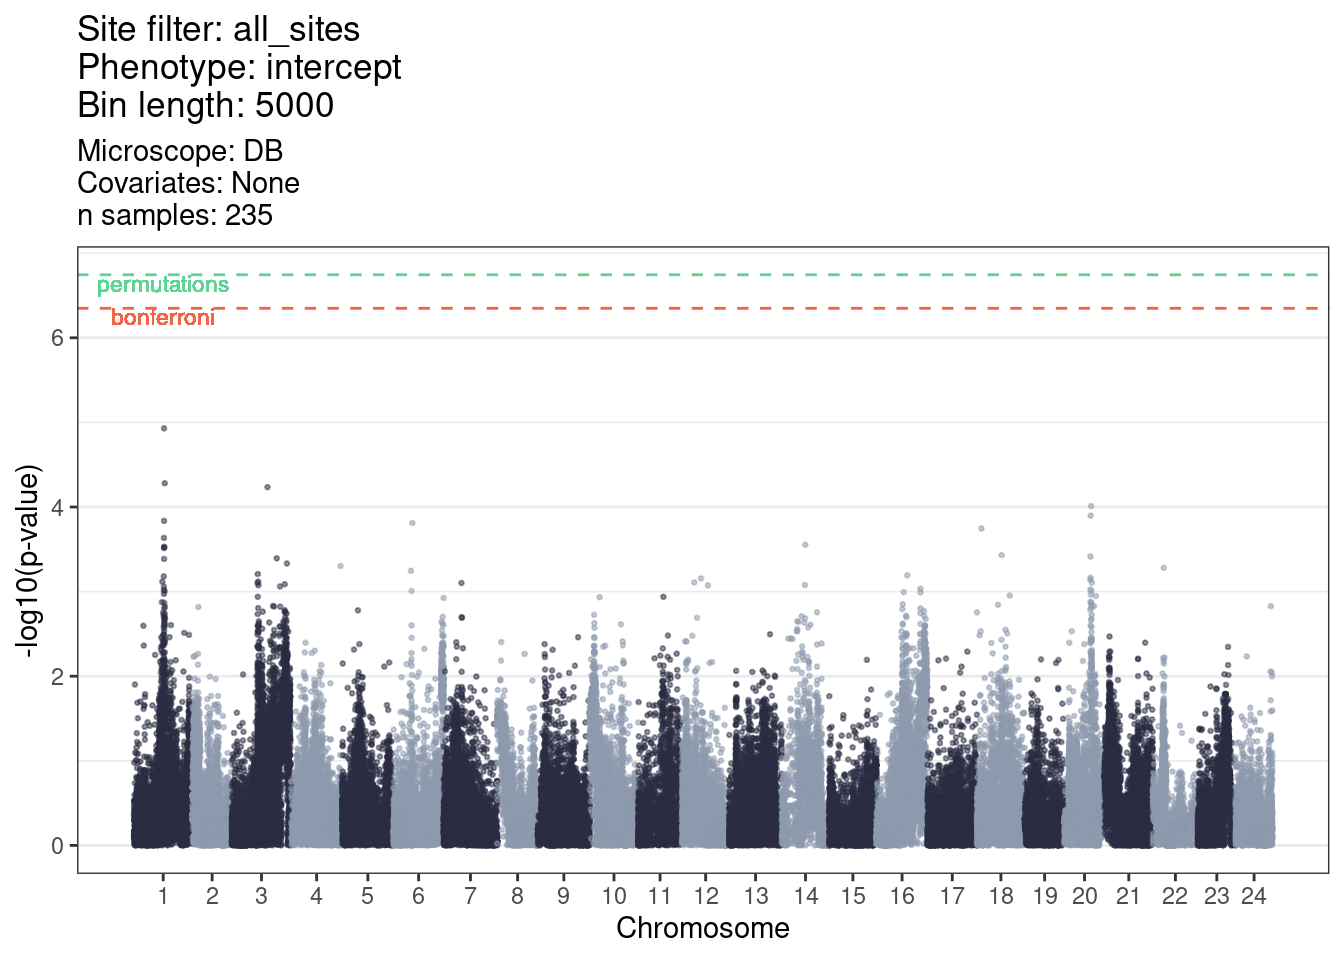 Site filter: all_sites
Phenotype: intercept
Bin length: 5000
Microscope: DB
Covariates: None
n samples: 235
permutations
bonferroni
6
4
2
0
-log10(p-value)
1 2 3 4 5 6 7 8 9 10 11 12 13 14 15 16 17 18 19 20 21 22 23 24
Chromosome